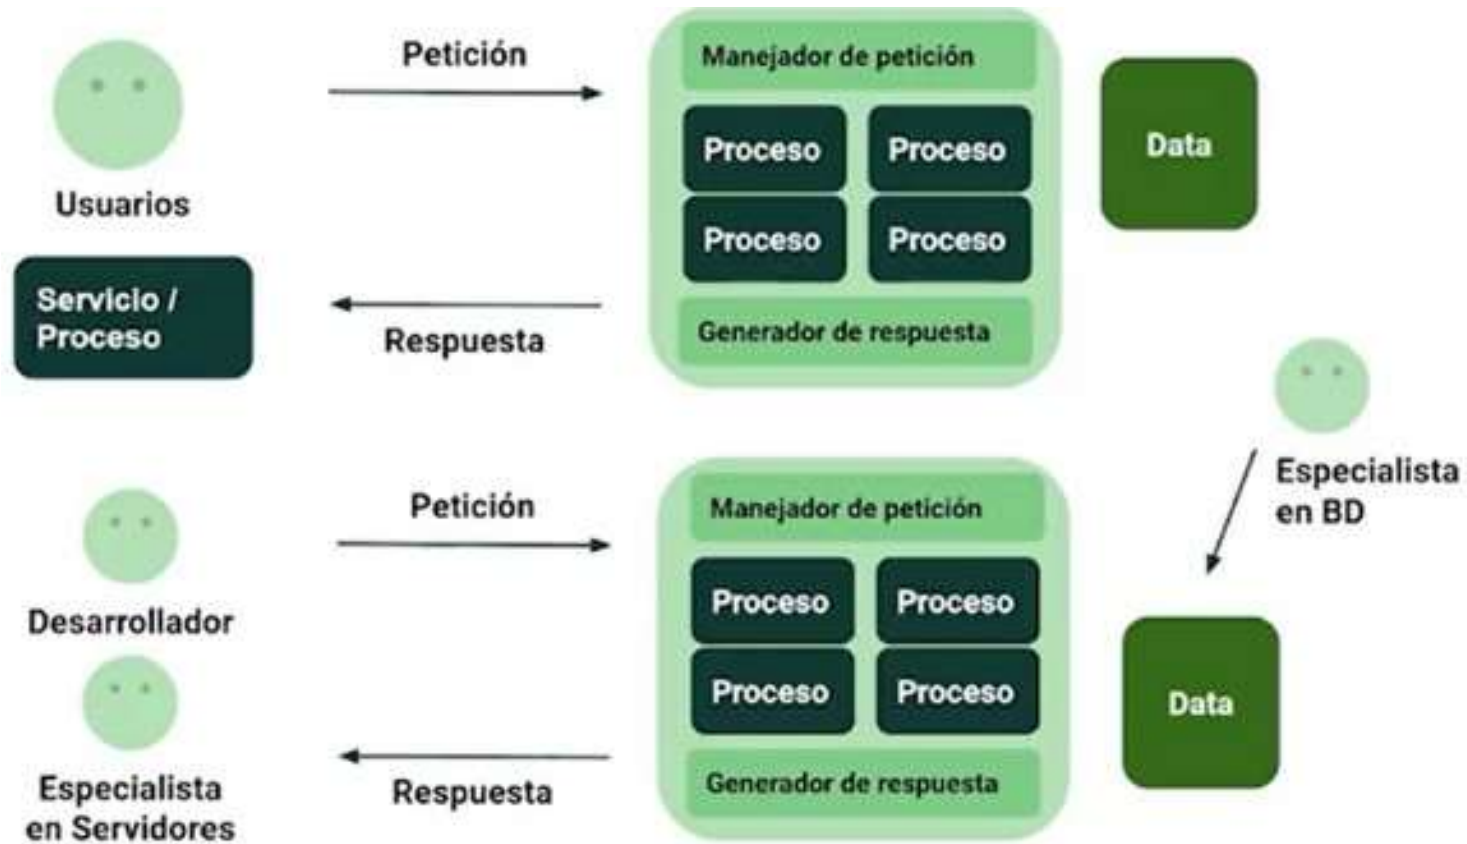 Petición
Manejador de petición
Proceso
Proceso
Data
Usuarios
Proceso
Proceso
Servicio /
Proceso
Respuesta
Generador de respuesta
Especialista
en BD
Petición
Manejador de petición
Desarrollador
Proceso
Proceso
Proceso
Proceso
Data
Especialista
en Servidores
Respuesta
Generador de respuesta